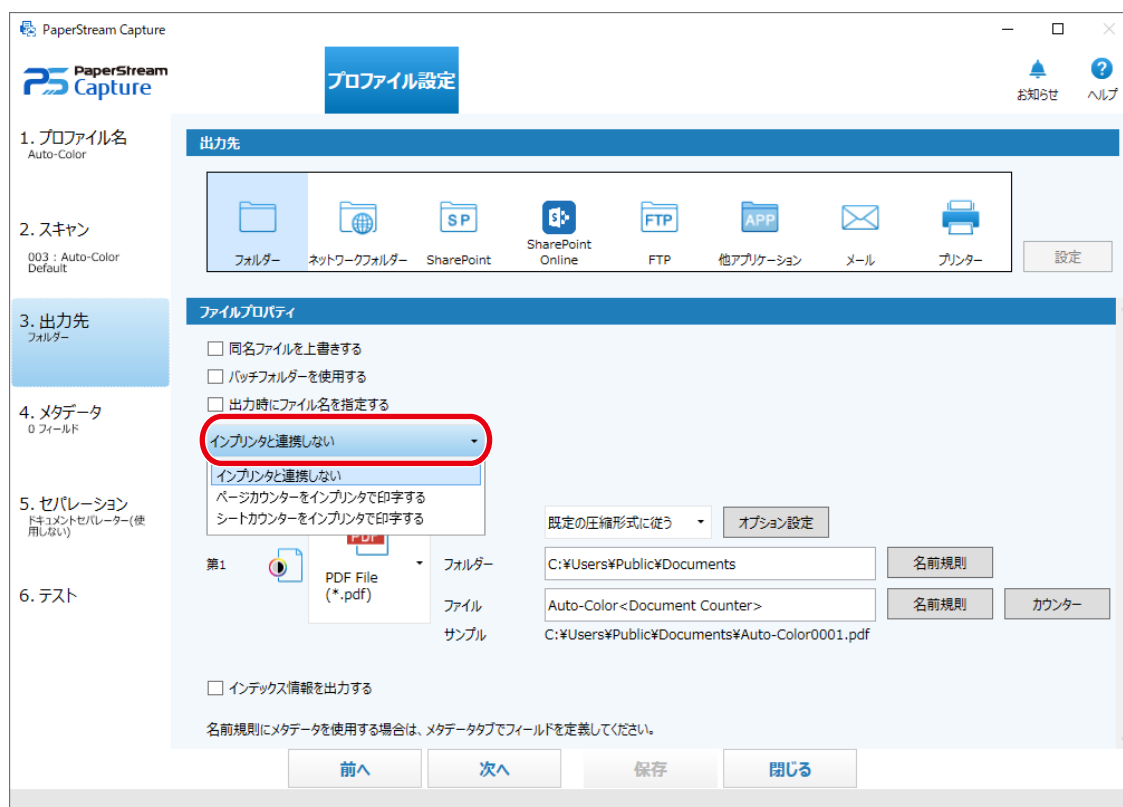 PaperStream Capture
PaperStream
Capture
プロファイル設定
お知らせ
ヘルプ
1. プロファイル名
Auto-Color
2. スキャン
003 : Auto-Color
Default
3. 出力先
フォルダー
4. メタデータ
0 フィールド
5. セパレーション
ドキュメントセパレーター(使
用しない)
6. テスト
出力先
フォルダー
ネットワークフォルダー
SP
SharePoint
S
SharePoint
Online
FTP
FTP
APP
他アプリケーション
メール
プリンター
設定
ファイルプロパティ
同名ファイルを上書きする
バッチフォルダーを使用する
出力時にファイル名を指定する
インプリンタと連携しない
インプリンタと連携しない
ページカウンターをインプリンタで印字する
シートカウンターをインプリンタで印字する
既定の圧縮形式に従う
オプション設定
第1
PDF
PDF File
(*.pdf)
フォルダー
C:¥Users¥Public¥Documents
名前規則
ファイル
Auto-Color<Document Counter>
名前規則
カウンター
サンプル
C:¥Users¥Public¥Documents¥Auto-Color0001.pdf
インデックス情報を出力する
名前規則にメタデータを使用する場合は、メタデータタブでフィールドを定義してください。
前へ
次へ
保存
閉じる